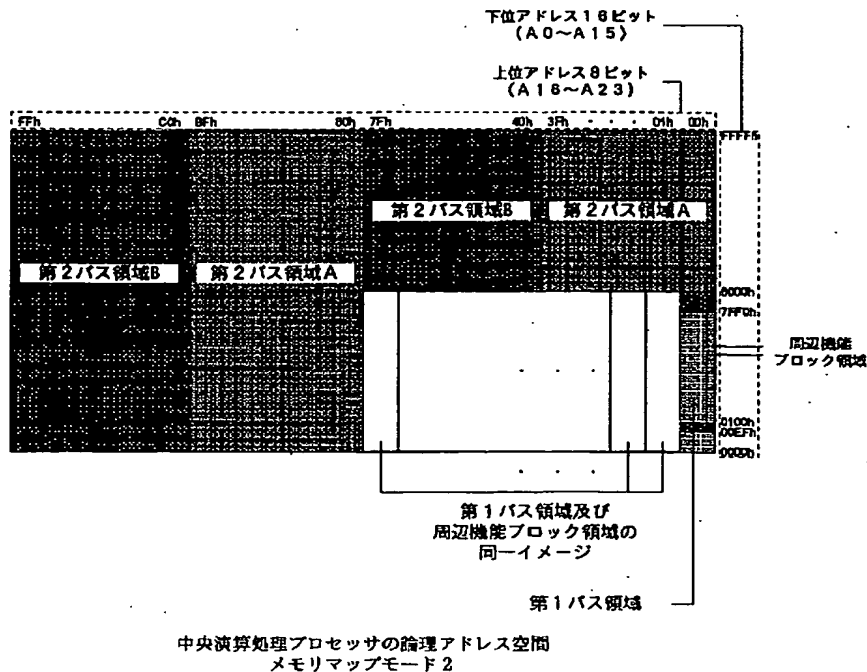 下位アドレス16ビット
(A0〜A15)
上位アドレス8ビット
(A16〜A23)
FFh C0h BFh 80h 7Fh 40h 3Fh ・ ・ ・ 01h 00h
第2バス領域B 第2バス領域A
第2バス領域B 第2バス領域A
8000h
7FF0h
周辺機能
ブロック領域
0100h
00EFh
0000h
・ ・ ・
・ ・ ・
第1バス領域及び
周辺機能ブロック領域の
同一イメージ
第1バス領域
中央演算処理プロセッサの論理アドレス空間
メモリマップモード2